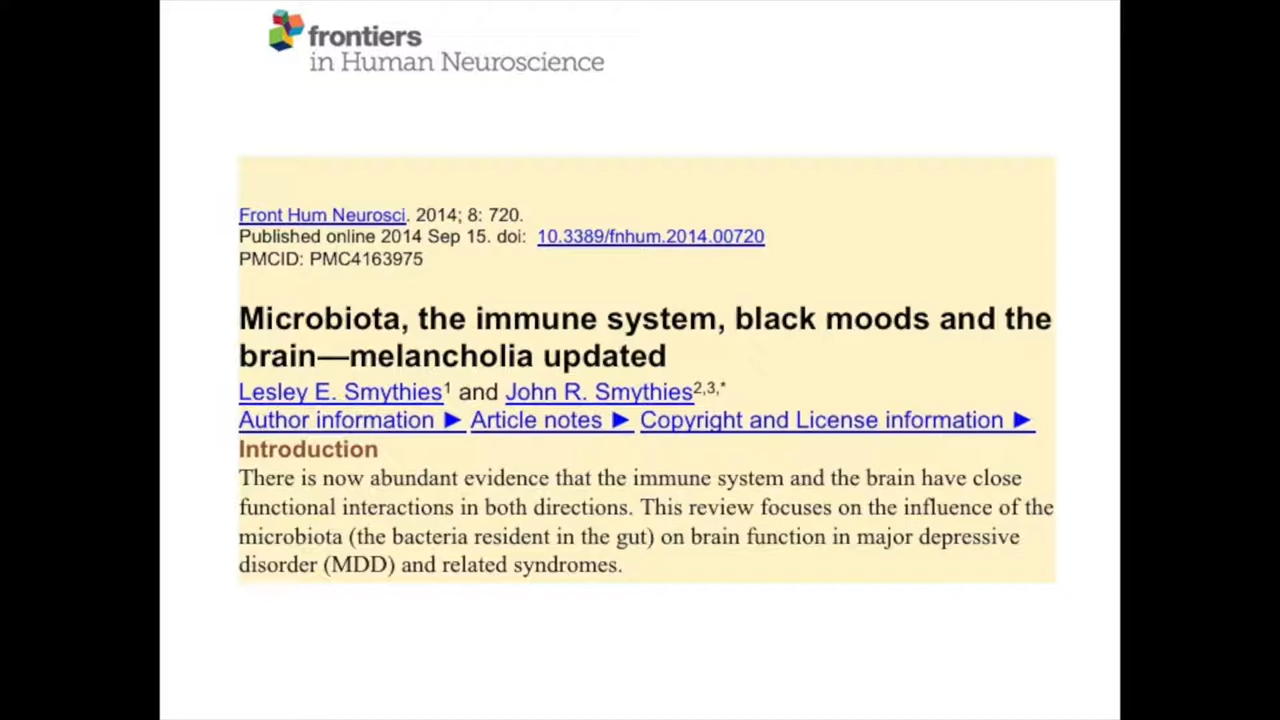 frontiers
in Human Neuroscience
Front Hum Neurosci. 2014; 8: 720.
Published online 2014 Sep 15. doi: 10.3389/fnhum.2014.00720
PMCID: PMC4163975
Microbiota, the immune system, black moods and the
brain—melancholia updated
Lesley E. Smythies1 and John R. Smythies2,3,*
Author information ► Article notes ► Copyright and License information ►
Introduction
There is now abundant evidence that the immune system and the brain have close
functional interactions in both directions. This review focuses on the influence of the
microbiota (the bacteria resident in the gut) on brain function in major depressive
disorder (MDD) and related syndromes.